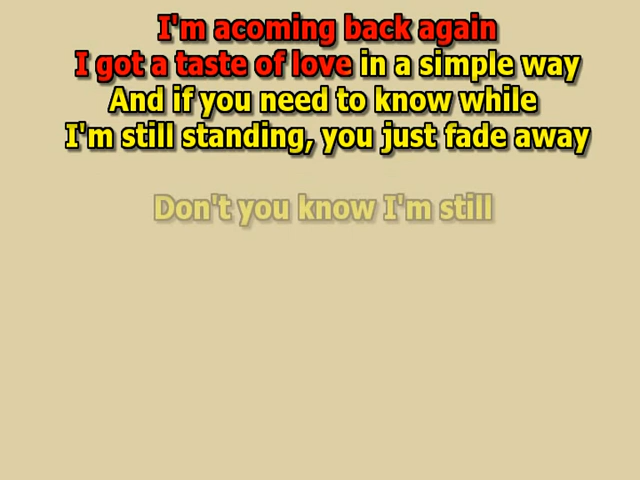 I'm acoming back again
I got a taste of love in a simple way
And if you need to know while
I'm still standing, you just fade away
Don't you know I'm still